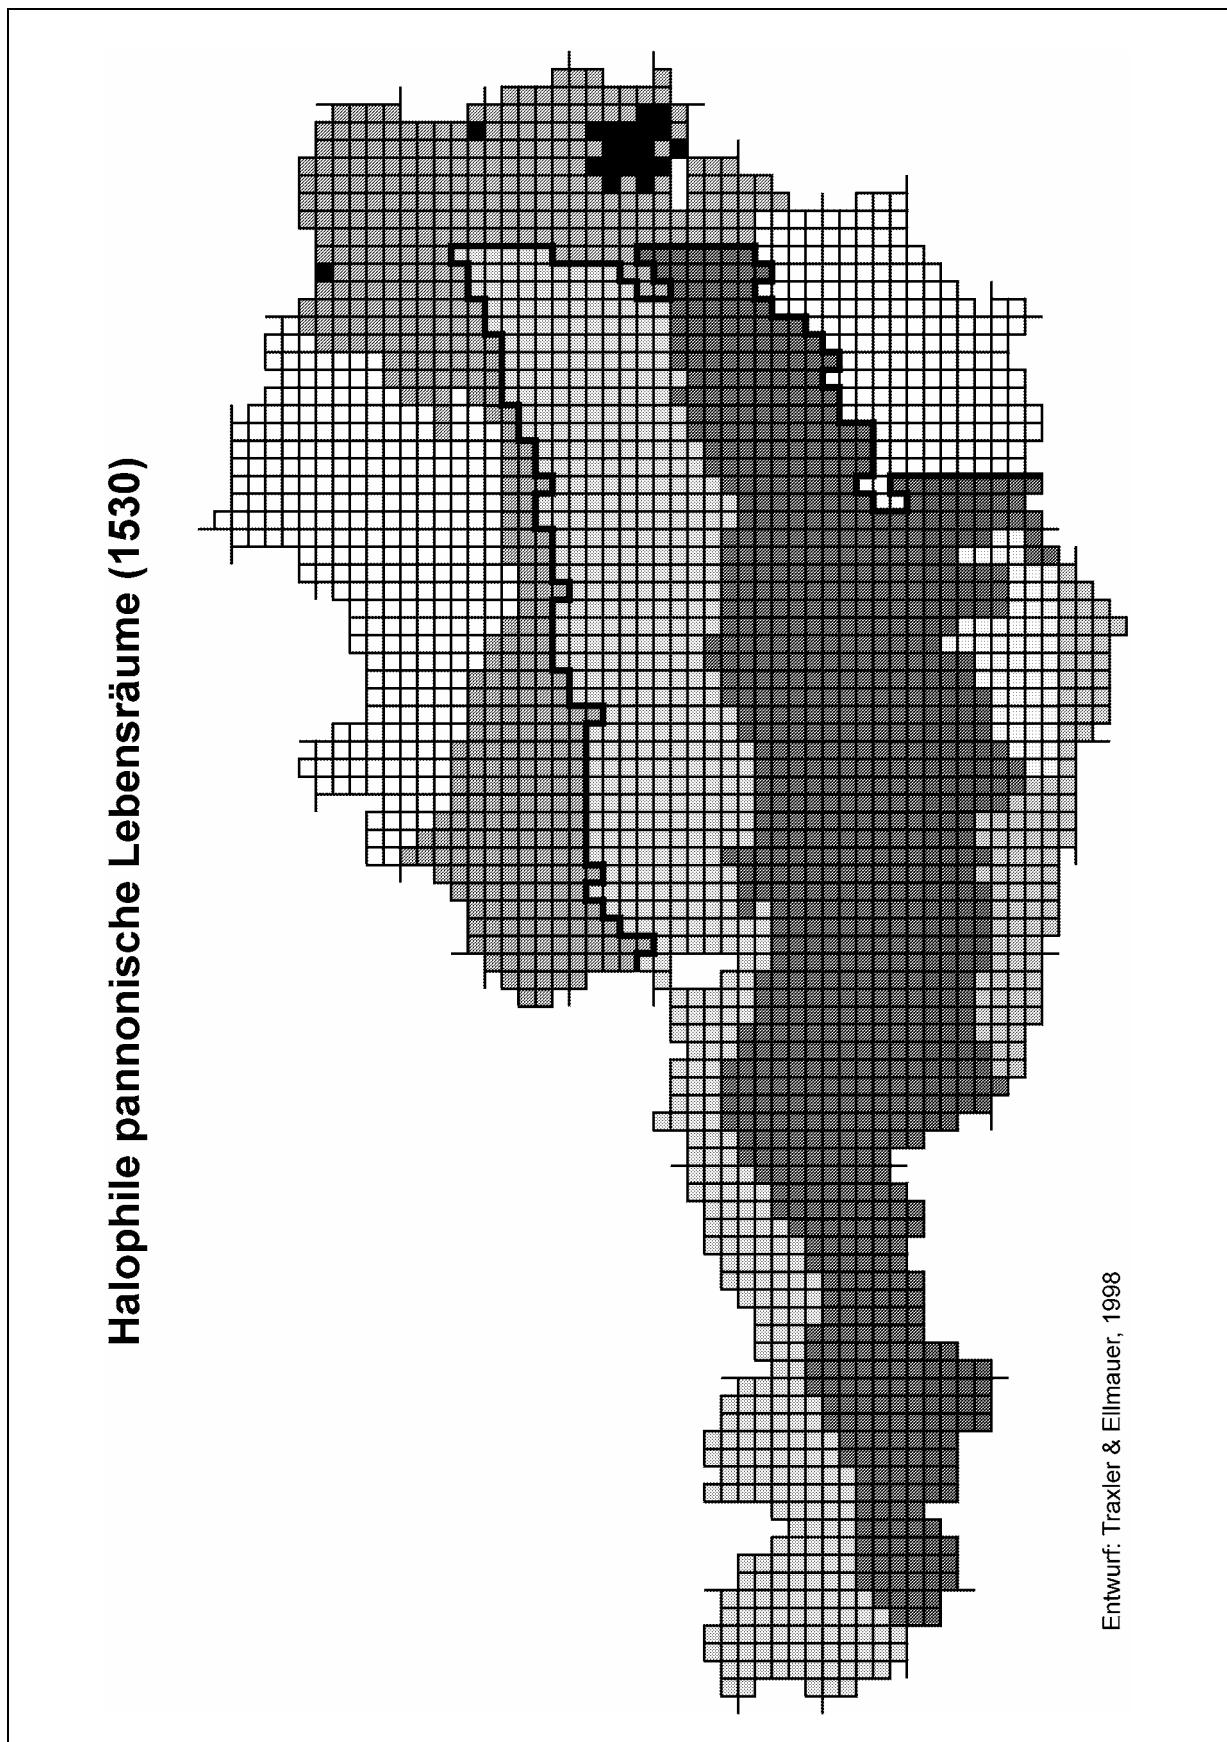 Halophile pannonische Lebensräume (1530)
Entwurf: Traxler & Ellmauer, 1998